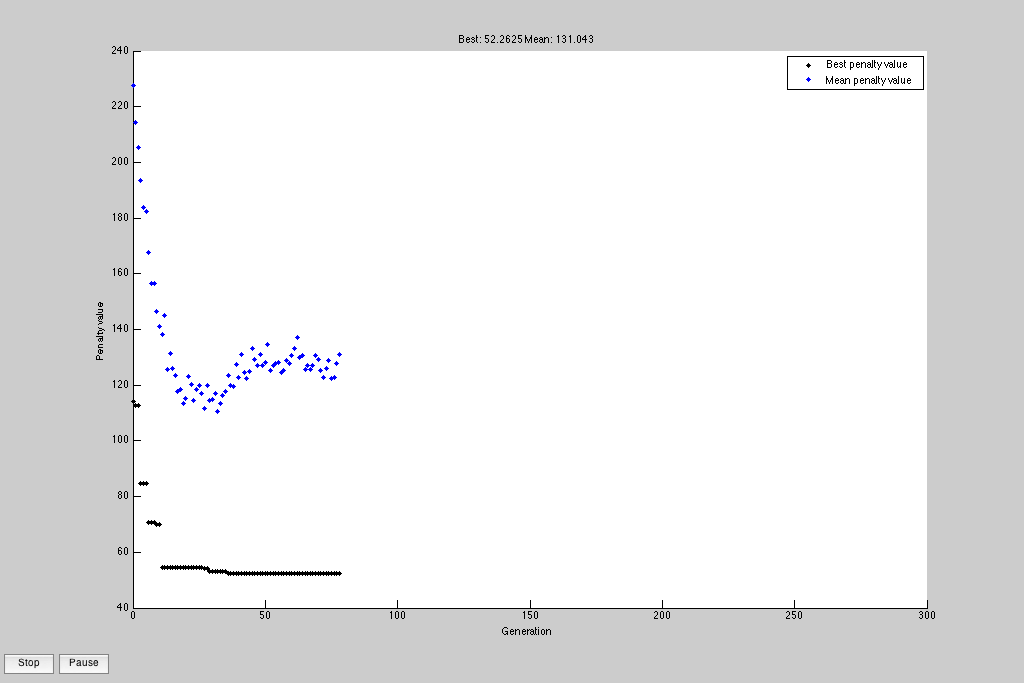 Best: 52.2625 Mean: 131.043
240
220
200
180
160
140
120
100
80
60
40
Penalty value
Best penalty value
Mean penalty value
0 50 100 150 200 250 300
Generation
Stop Pause